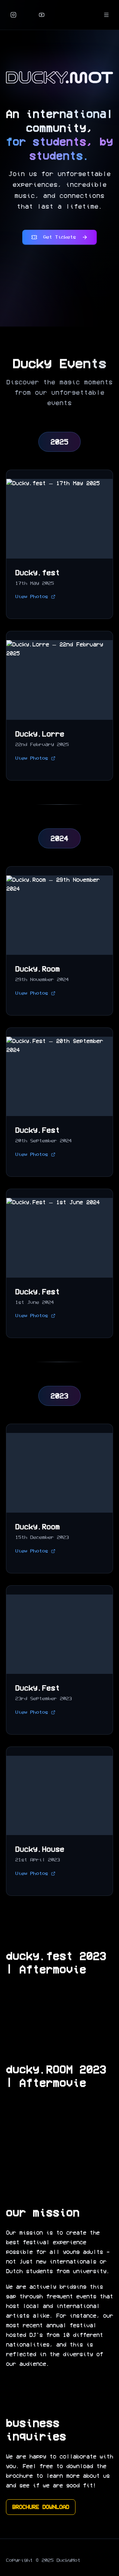 DUCKY.MOT
An international
community,
for students, by
students.
Join us for unforgettable
experiences, incredible
music, and connections
that last a lifetime.
Get Tickets
Ducky Events
Discover the magic moments
from our unforgettable
events
2025
Ducky.fest – 17th May 2025
Ducky.fest
17th May 2025
View Photos
Ducky.Lorre – 22nd February
2025
Ducky.Lorre
22nd February 2025
View Photos
2024
Ducky.Room – 29th November
2024
Ducky.Room
29th November 2024
View Photos
Ducky.Fest – 20th September
2024
Ducky.Fest
20th September 2024
View Photos
Ducky.Fest – 1st June 2024
Ducky.Fest
1st June 2024
View Photos
2023
Ducky.Room
15th December 2023
View Photos
Ducky.Fest
23rd September 2023
View Photos
Ducky.House
21st April 2023
View Photos
ducky.fest 2023
| Aftermovie
ducky.ROOM 2023
| Aftermovie
our mission
Our mission is to create the
best festival experience
possible for all young adults –
not just new internationals or
Dutch students from university.
We are actively bridging this
gap through frequent events that
host local and international
artists alike. For instance, our
most recent annual festival
hosted DJ's from 10 different
nationalities, and this is
reflected in the diversity of
our audience.
business
inquiries
We are happy to collaborate with
you. Feel free to download the
brochure to learn more about us
and see if we are a good fit!
BROCHURE DOWNLOAD
Copyright © 2025 DuckyMot